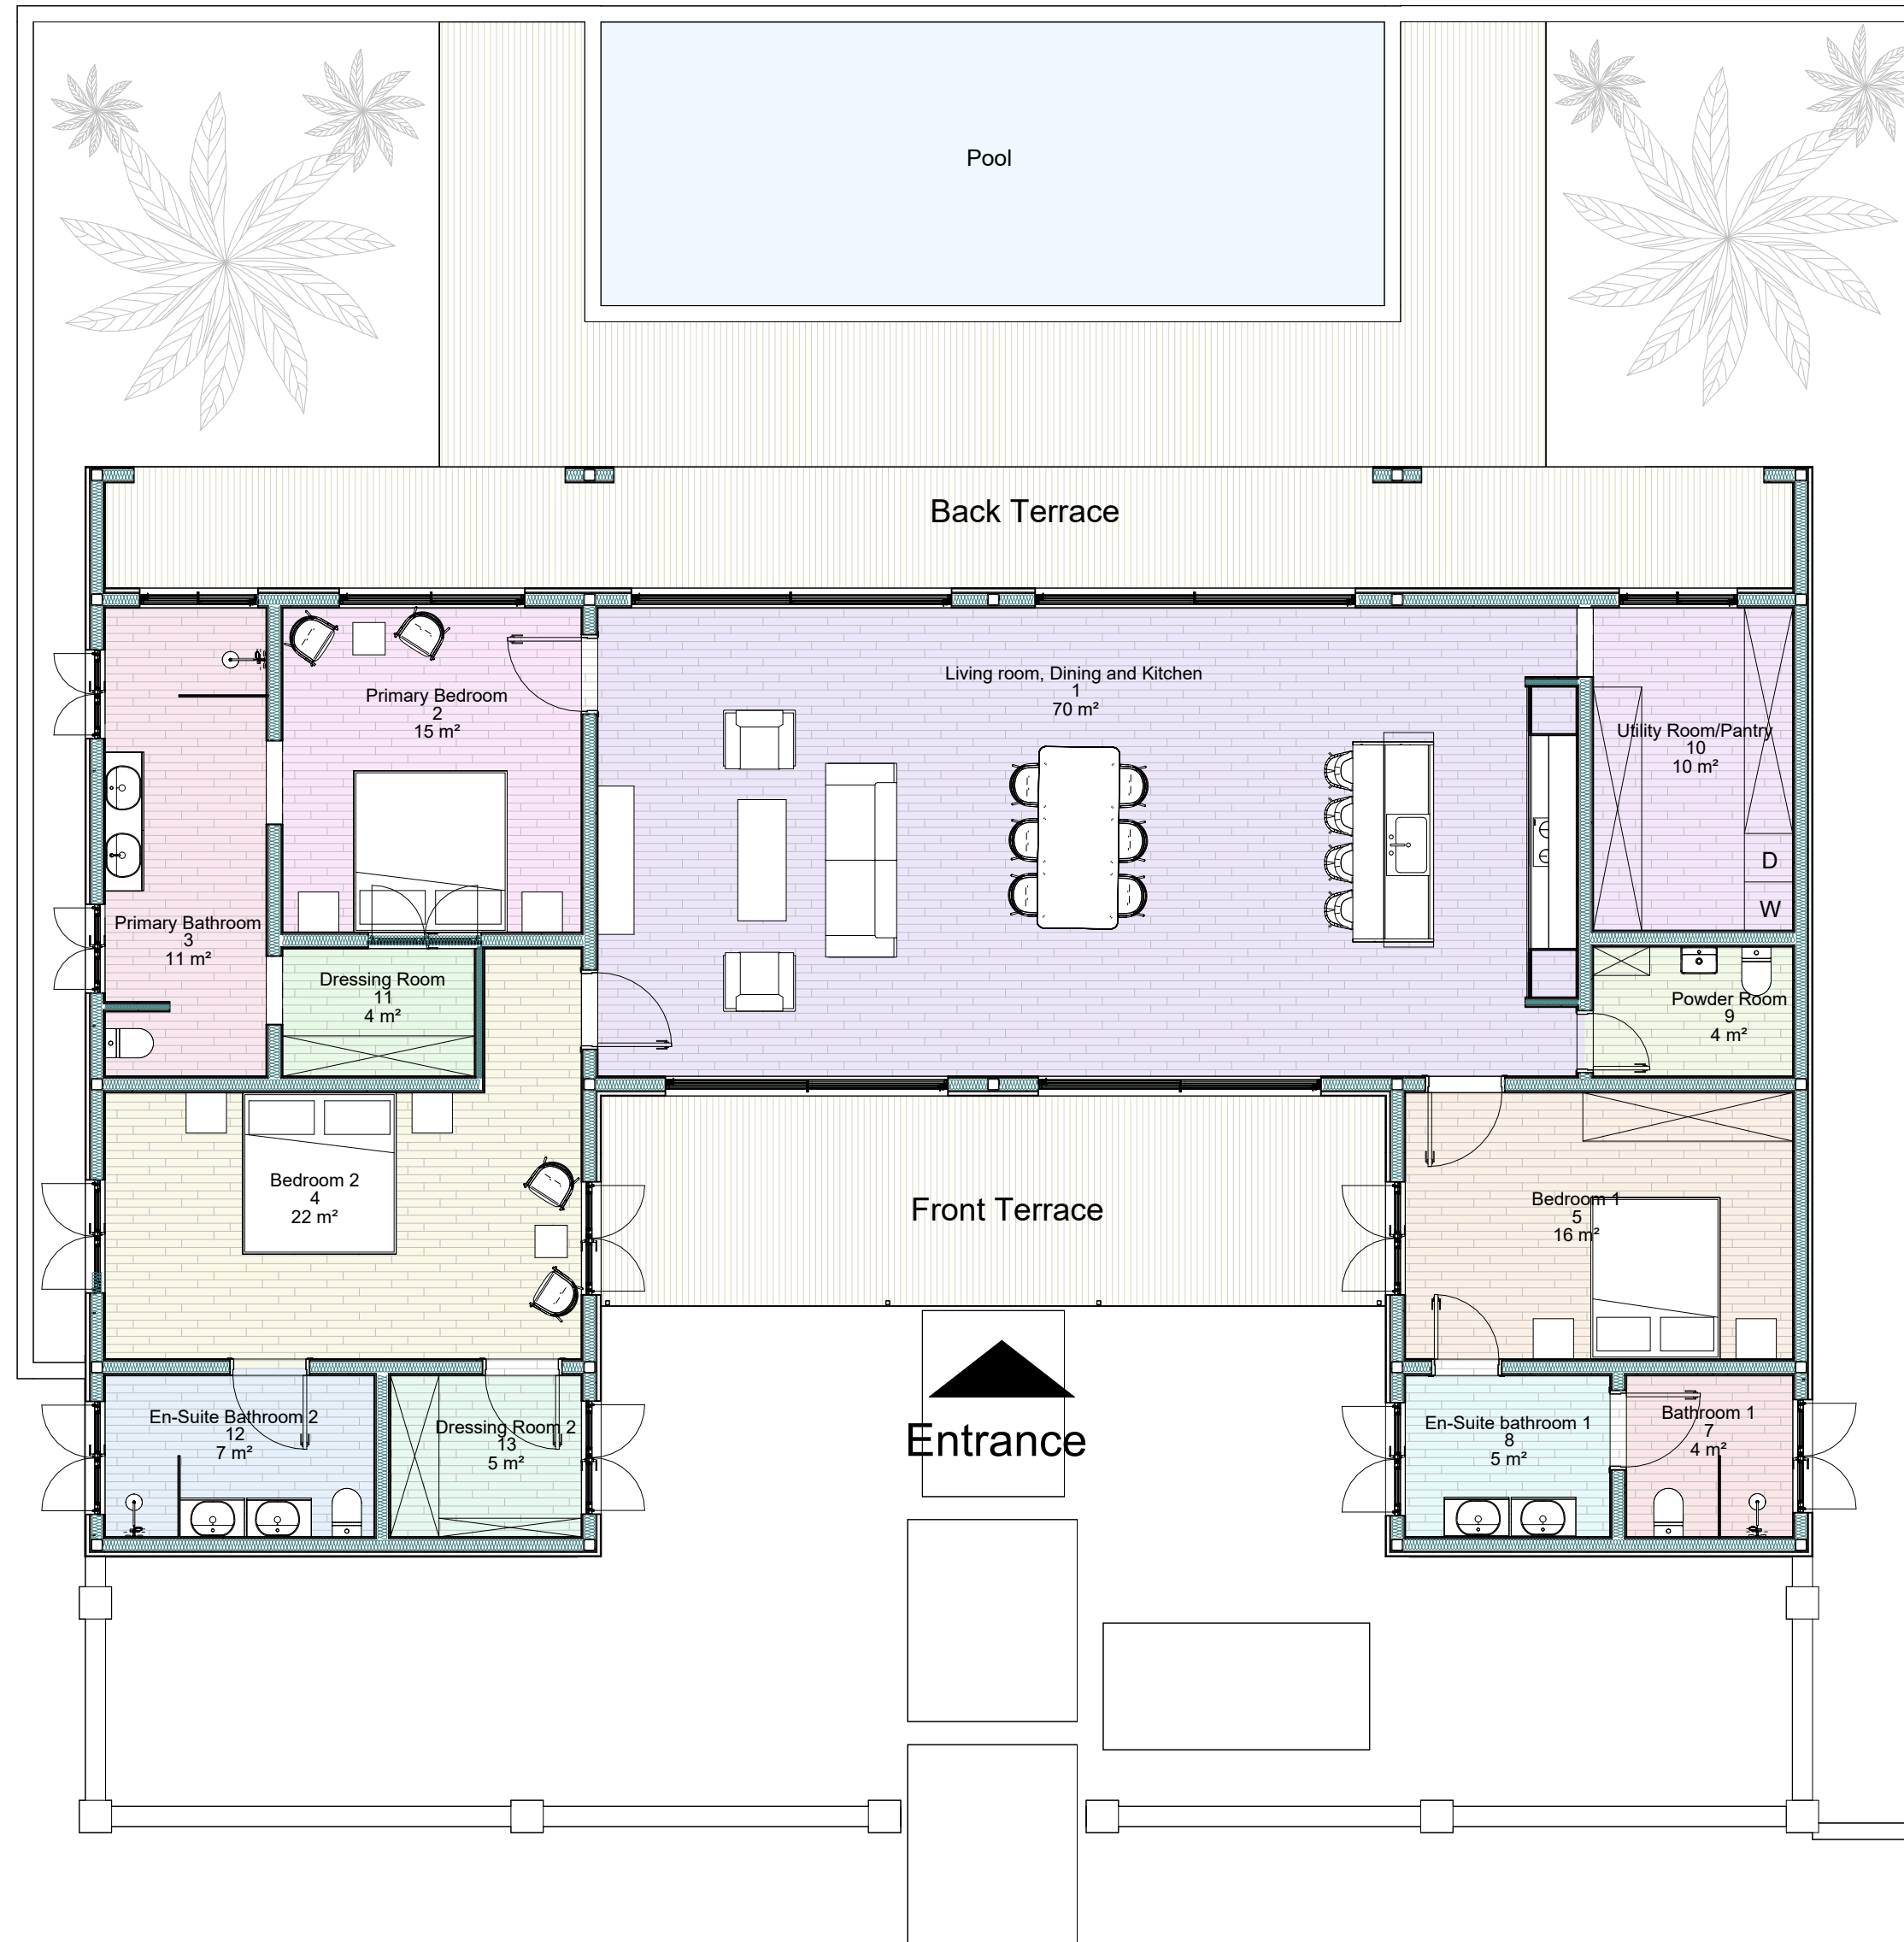 Pool
Back Terrace
Living room, Dining and Kitchen
1
70 m²
Primary Bedroom
2
15 m²
Utility Room/Pantry
10
10 m²
D
W
Primary Bathroom
3
11 m²
Dressing Room
11
4 m²
Powder Room
9
4 m²
Bedroom 2
4
22 m²
Front Terrace
Bedroom 1
5
16 m²
En-Suite Bathroom 2
12
7 m²
Dressing Room 2
13
5 m²
Entrance
En-Suite bathroom 1
8
5 m²
Bathroom 1
7
4 m²